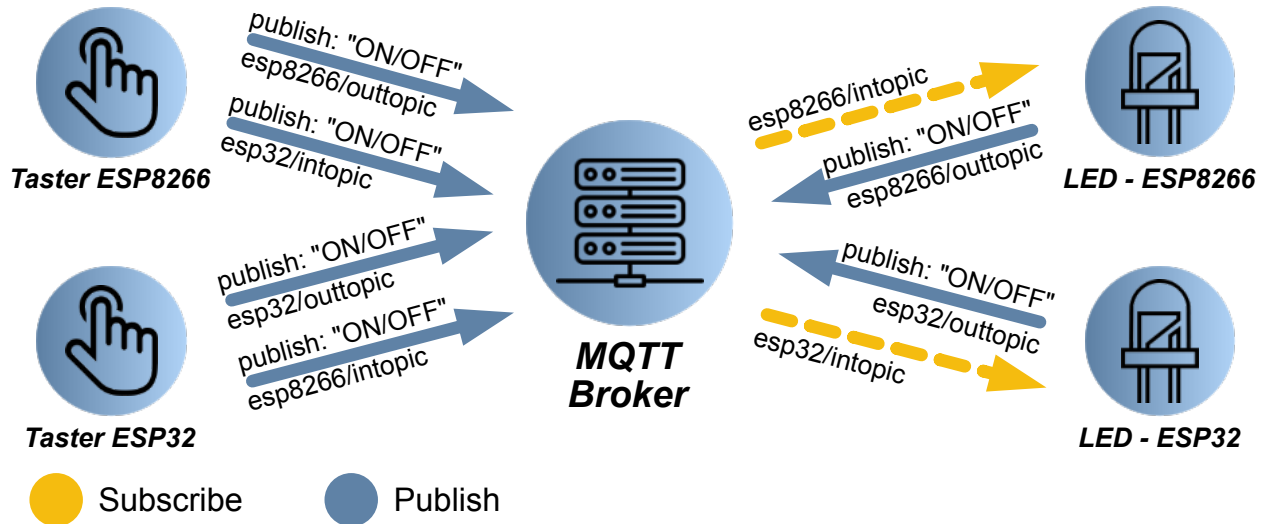 publish: "ON/OFF"
esp8266/outtopic
publish: "ON/OFF"
esp32/intopic
Taster ESP8266
publish: "ON/OFF"
esp32/outtopic
publish: "ON/OFF"
esp8266/intopic
Taster ESP32
MQTT
Broker
esp8266/intopic
publish: "ON/OFF"
esp8266/outtopic
LED - ESP8266
publish: "ON/OFF"
esp32/outtopic
esp32/intopic
LED - ESP32
Subscribe
Publish